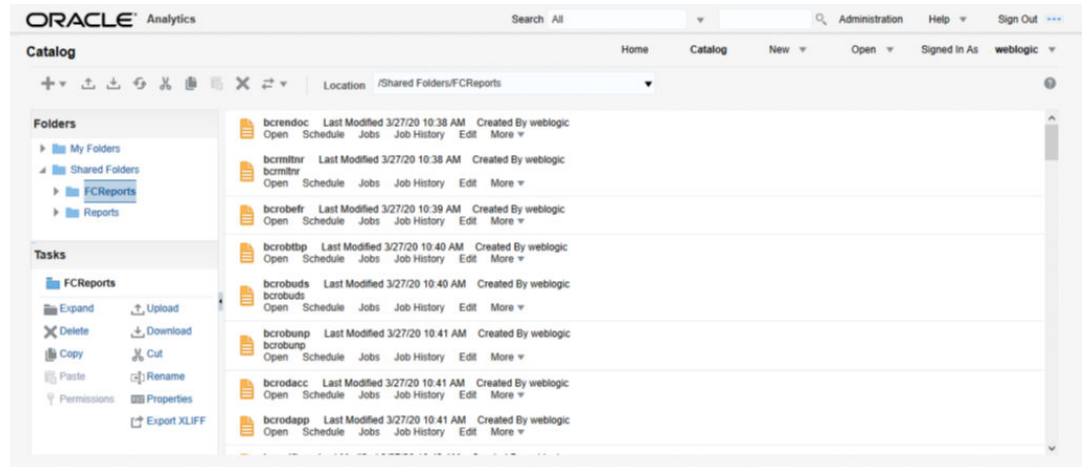 ORACLE® Analytics Search All Administration Help Sign Out
Catalog Home Catalog New Open Signed In As weblogic
Location /Shared Folders/FCReports
Folders
My Folders
Shared Folders
FCReports
Reports
Tasks
FCReports
Expand Upload
Delete Download
Copy Cut
Paste Rename
Permissions Properties
Export XLIFF
bcrendoc Last Modified 3/27/20 10:38 AM Created By weblogic
Open Schedule Jobs Job History Edit More
bcrmltnr Last Modified 3/27/20 10:38 AM Created By weblogic
bcrmltnr
Open Schedule Jobs Job History Edit More
bcrobefr Last Modified 3/27/20 10:39 AM Created By weblogic
Open Schedule Jobs Job History Edit More
bcrobtbp Last Modified 3/27/20 10:40 AM Created By weblogic
Open Schedule Jobs Job History Edit More
bcrobuds Last Modified 3/27/20 10:40 AM Created By weblogic
bcrobuds
Open Schedule Jobs Job History Edit More
bcrobunp Last Modified 3/27/20 10:41 AM Created By weblogic
bcrobunp
Open Schedule Jobs Job History Edit More
bcrodacc Last Modified 3/27/20 10:41 AM Created By weblogic
Open Schedule Jobs Job History Edit More
bcrodapp Last Modified 3/27/20 10:41 AM Created By weblogic
Open Schedule Jobs Job History Edit More